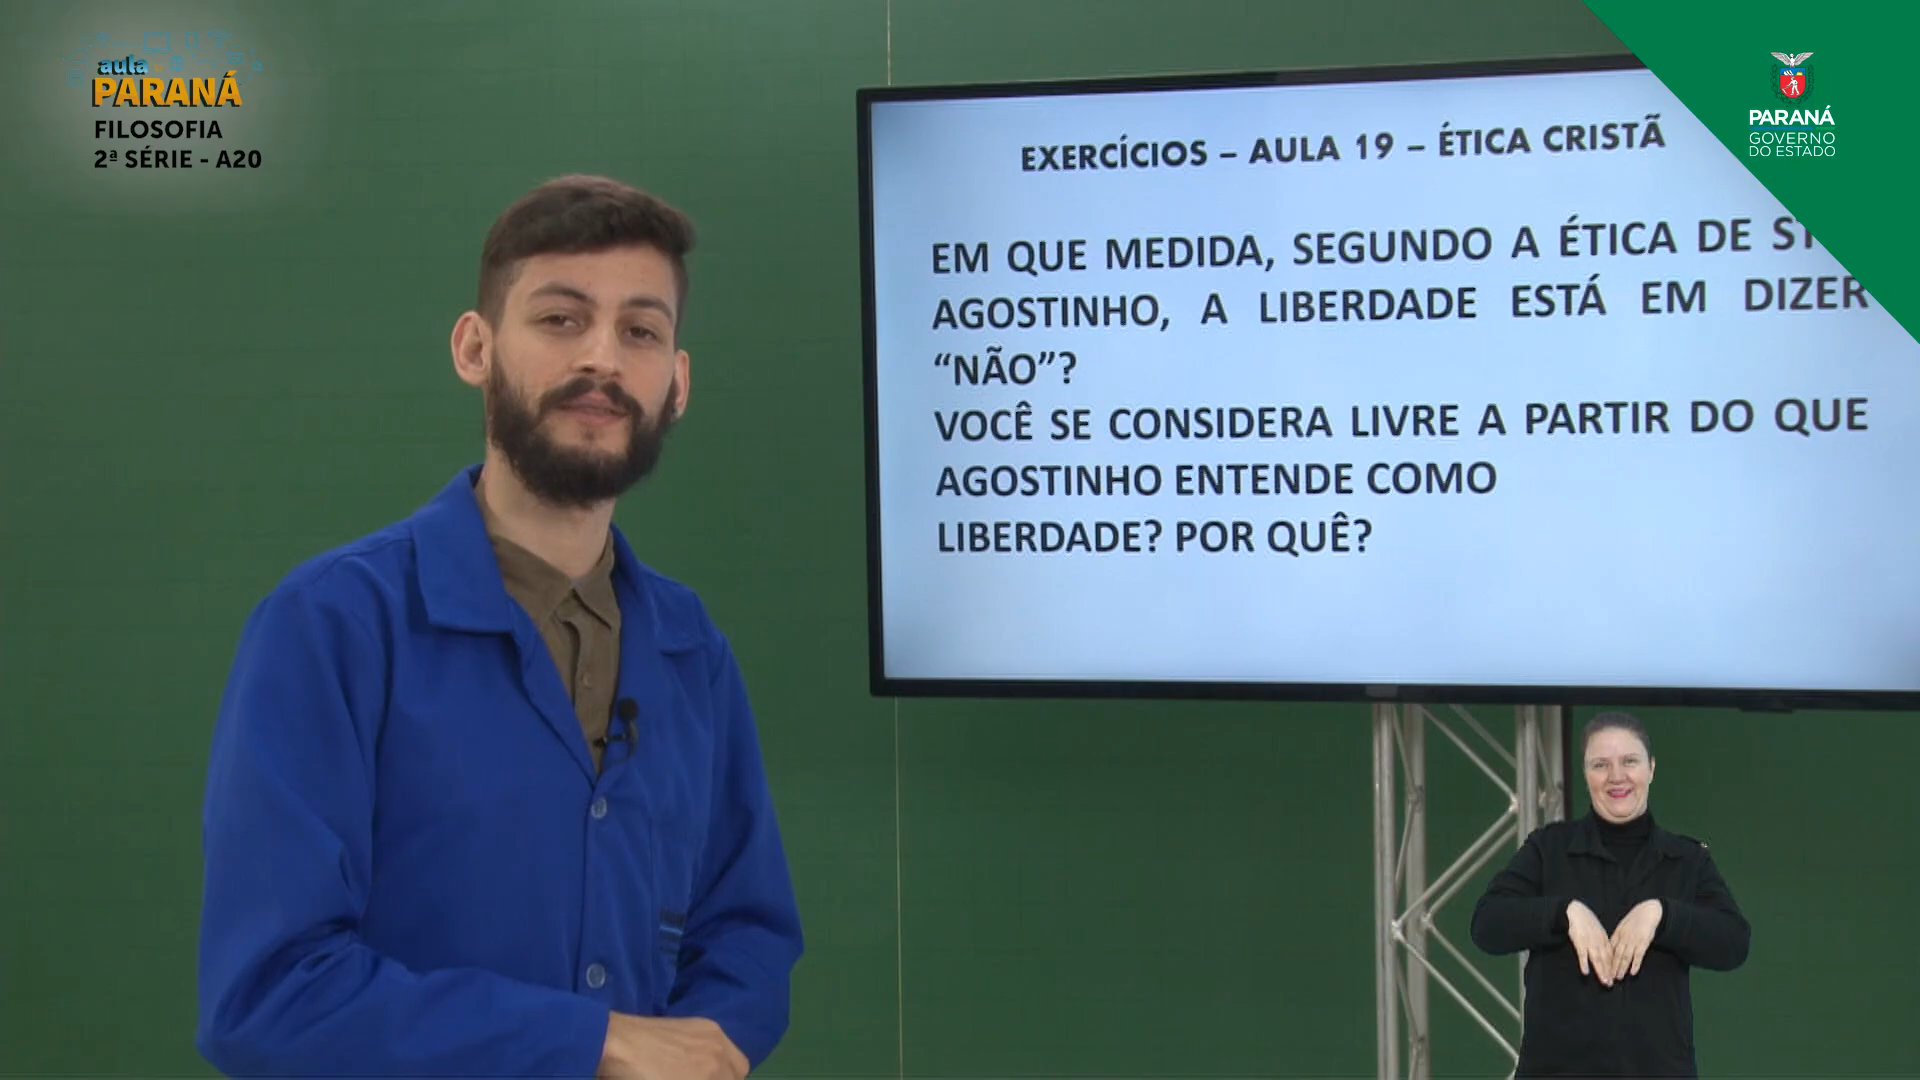 aula
PARANÁ
FILOSOFIA
2ª SÉRIE - A20
PARANÁ
GOVERNO
DO ESTADO
EXERCÍCIOS – AULA 19 – ÉTICA CRISTÃ
EM QUE MEDIDA, SEGUNDO A ÉTICA DE
AGOSTINHO, A LIBERDADE ESTÁ EM DIZER
“NÃO”?
VOCÊ SE CONSIDERA LIVRE A PARTIR DO QUE
AGOSTINHO ENTENDE COMO
LIBERDADE? POR QUÊ?